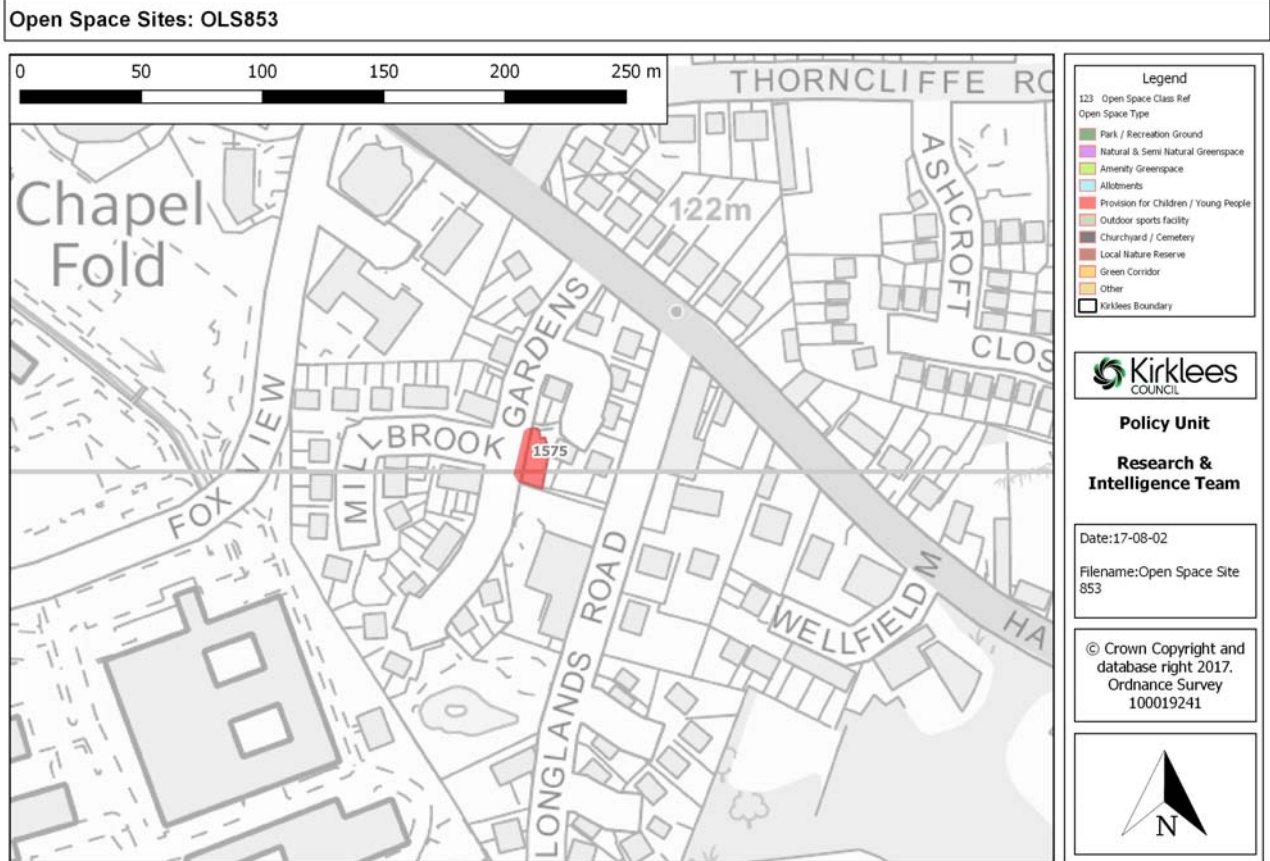 Open Space Sites: OLS853
0 50 100 150 200 250 m
THORNCLIFFE RO
Chapel
Fold
122m
ASHCROFT
CLOS
GARDENS
MILLBROOK
1575
FOX VIEW
LONGLANDS ROAD
WELLFIELD M
HA
Legend
123 Open Space Class Ref
Open Space Type
Park / Recreation Ground
Natural & Semi Natural Greenspace
Amenity Greenspace
Allotments
Provision for Children / Young People
Outdoor sports facility
Churchyard / Cemetery
Local Nature Reserve
Green Corridor
Other
Kirklees Boundary
Kirklees
COUNCIL
Policy Unit
Research &
Intelligence Team
Date:17-08-02
Filename:Open Space Site
853
© Crown Copyright and
database right 2017.
Ordnance Survey
100019241
N